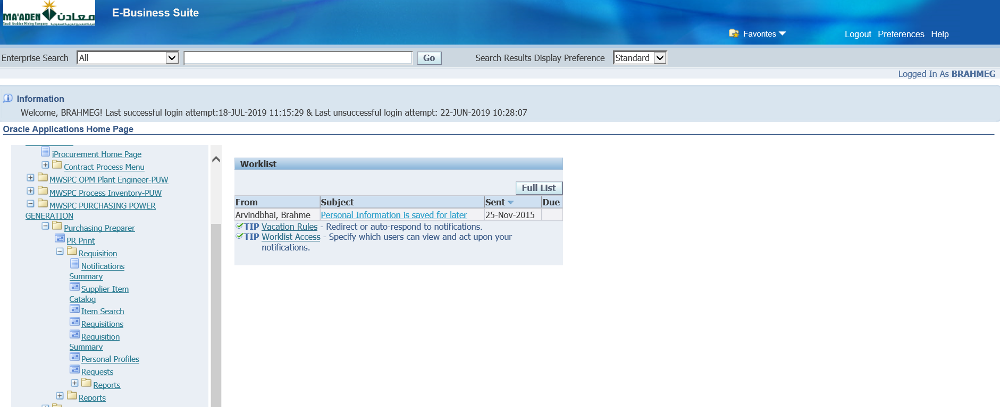 MA'ADEN معادن
Saudi Arabian Mining Company
E-Business Suite
Favorites
Logout Preferences Help
Enterprise Search All Go Search Results Display Preference Standard
Logged In As BRAHMEG
Information
Welcome, BRAHMEG! Last successful login attempt:18-JUL-2019 11:15:29 & Last unsuccessful login attempt: 22-JUN-2019 10:28:07
Oracle Applications Home Page
iProcurement Home Page
Contract Process Menu
MWSPC OPM Plant Engineer-PUW
MWSPC Process Inventory-PUW
MWSPC PURCHASING POWER
GENERATION
Purchasing Preparer
PR Print
Requisition
Notifications
Summary
Supplier Item
Catalog
Item Search
Requisitions
Requisition
Summary
Personal Profiles
Requests
Reports
Reports
Worklist
Full List
From Subject Sent Due
Arvindbhai, Brahme Personal Information is saved for later 25-Nov-2015
TIP Vacation Rules - Redirect or auto-respond to notifications.
TIP Worklist Access - Specify which users can view and act upon your
notifications.